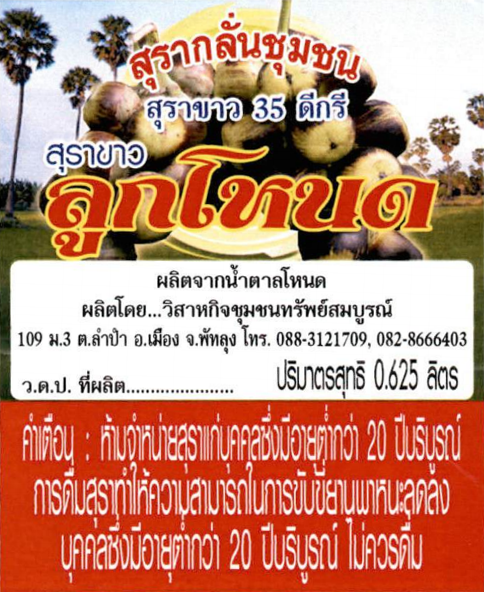 สุรากลั่นชุมชน
สุราขาว 35 ดีกรี
สุราขาว
ลูกโหนด
ผลิตจากน้ำตาลโหนด
ผลิตโดย...วิสาหกิจชุมชนทรัพย์สมบูรณ์
109 ม.3 ต.ลำปำ อ.เมือง จ.พัทลุง โทร. 088-3121709, 082-8666403
ว.ด.ป. ที่ผลิต..................... ปริมาตรสุทธิ 0.625 ลิตร
คำเตือน : ห้ามจำหน่ายสุราแก่บุคคลซึ่งมีอายุต่ำกว่า 20 ปีบริบูรณ์
การดื่มสุราทำให้ความสามารถในการขับขี่ยานพาหนะลดลง
บุคคลซึ่งมีอายุต่ำกว่า 20 ปีบริบูรณ์ ไม่ควรดื่ม